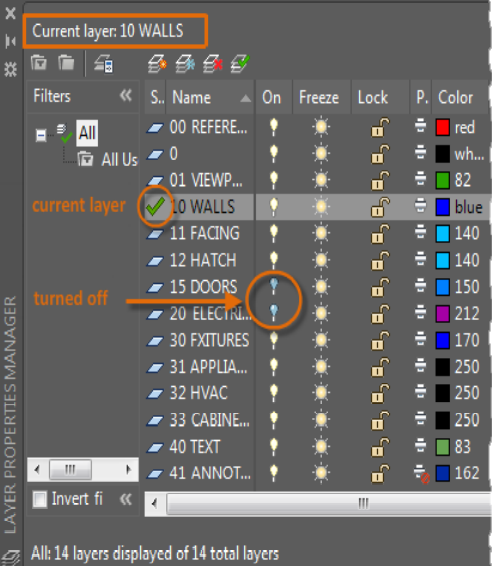 Current layer: 10 WALLS
Filters
S.. Name On Freeze Lock P. Color
All
All Us
00 REFERE... red
0 wh...
01 VIEWP... 82
current layer
10 WALLS blue
11 FACING 140
12 HATCH 140
15 DOORS 150
turned off
20 ELECTRI... 212
30 FXITURES 170
31 APPLIA... 250
32 HVAC 250
33 CABINE... 250
40 TEXT 83
41 ANNOT... 162
Invert fi
LAYER PROPERTIES MANAGER
All: 14 layers displayed of 14 total layers